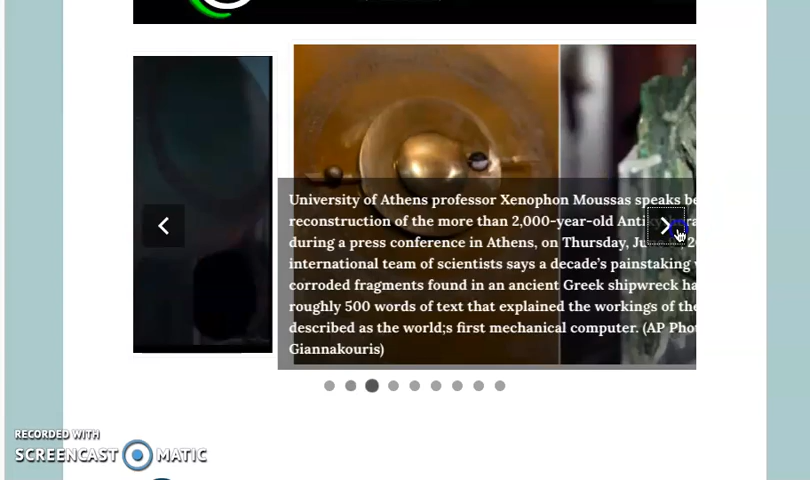 University of Athens professor Xenophon Moussas speaks be
reconstruction of the more than 2,000-year-old Antik
during a press conference in Athens, on Thursday, Ju
international team of scientists says a decade's painstaking
corroded fragments found in an ancient Greek shipwreck ha
roughly 500 words of text that explained the workings of the
described as the world;s first mechanical computer. (AP Pho
Giannakouris)
RECORDED WITH
SCREENCAST MATIC